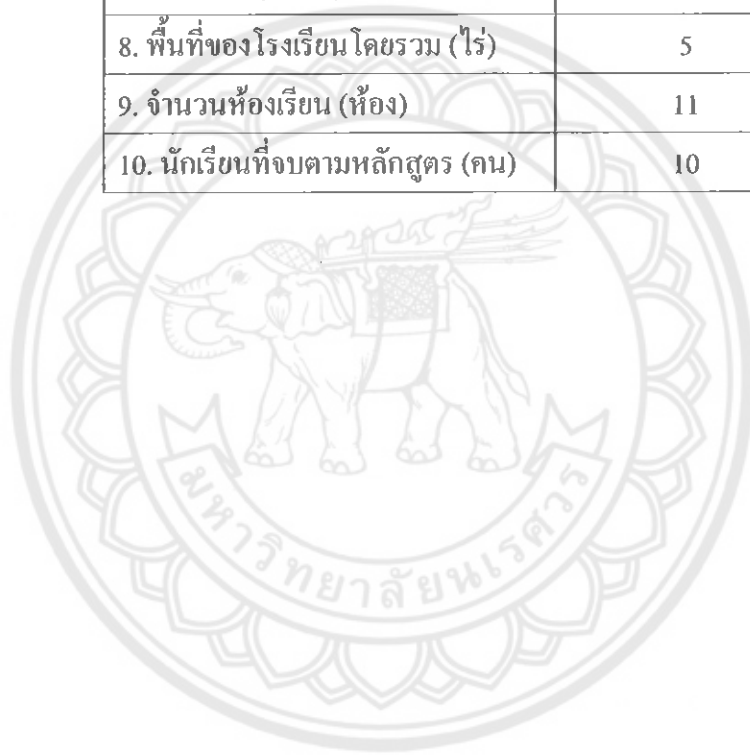 8. พื้นที่ของโรงเรียนโดยรวม (ไร่) 5
9. จำนวนห้องเรียน (ห้อง) 11
10. นักเรียนที่จบตามหลักสูตร (คน) 10
มหาวิทยาลัยนเรศวร